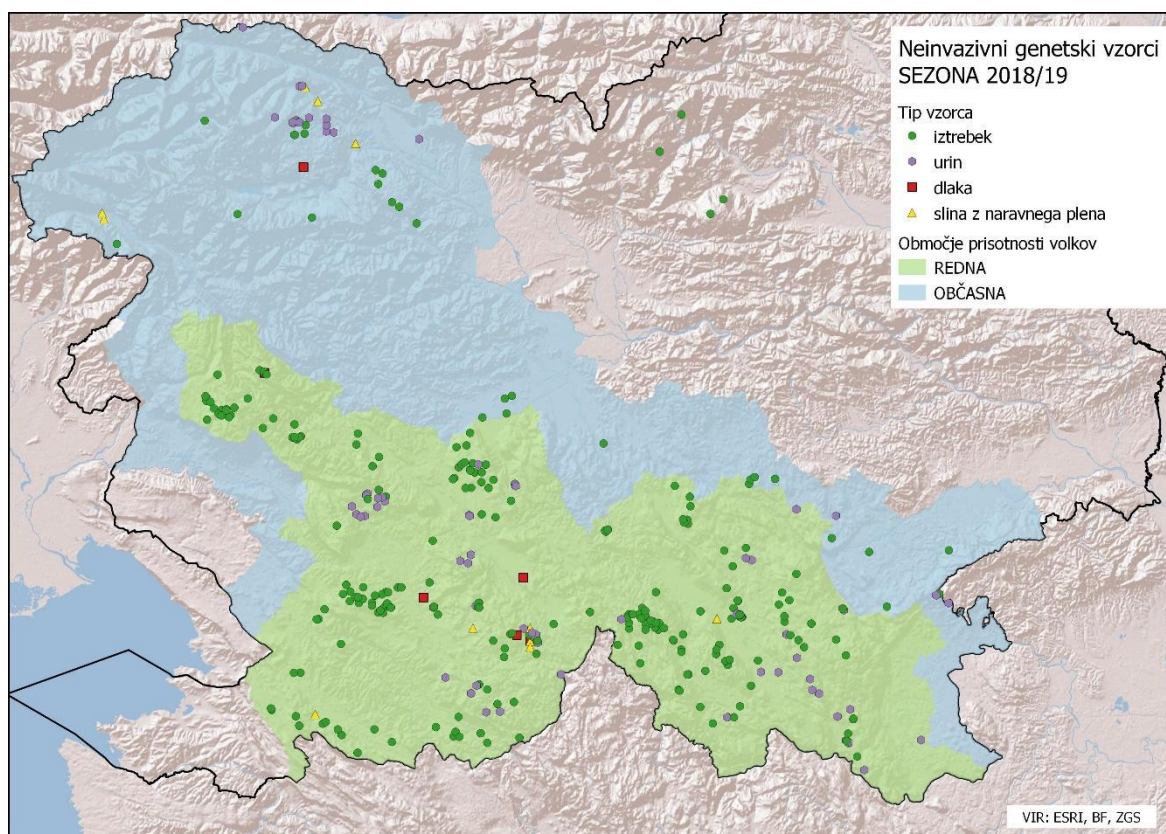 Neinvazivni genetski vzorci
SEZONA 2018/19
Tip vzorca
iztrebek
urin
dlaka
slina z naravnega plena
Območje prisotnosti volkov
REDNA
OBČASNA
VIR: ESRI, BF, ZGS